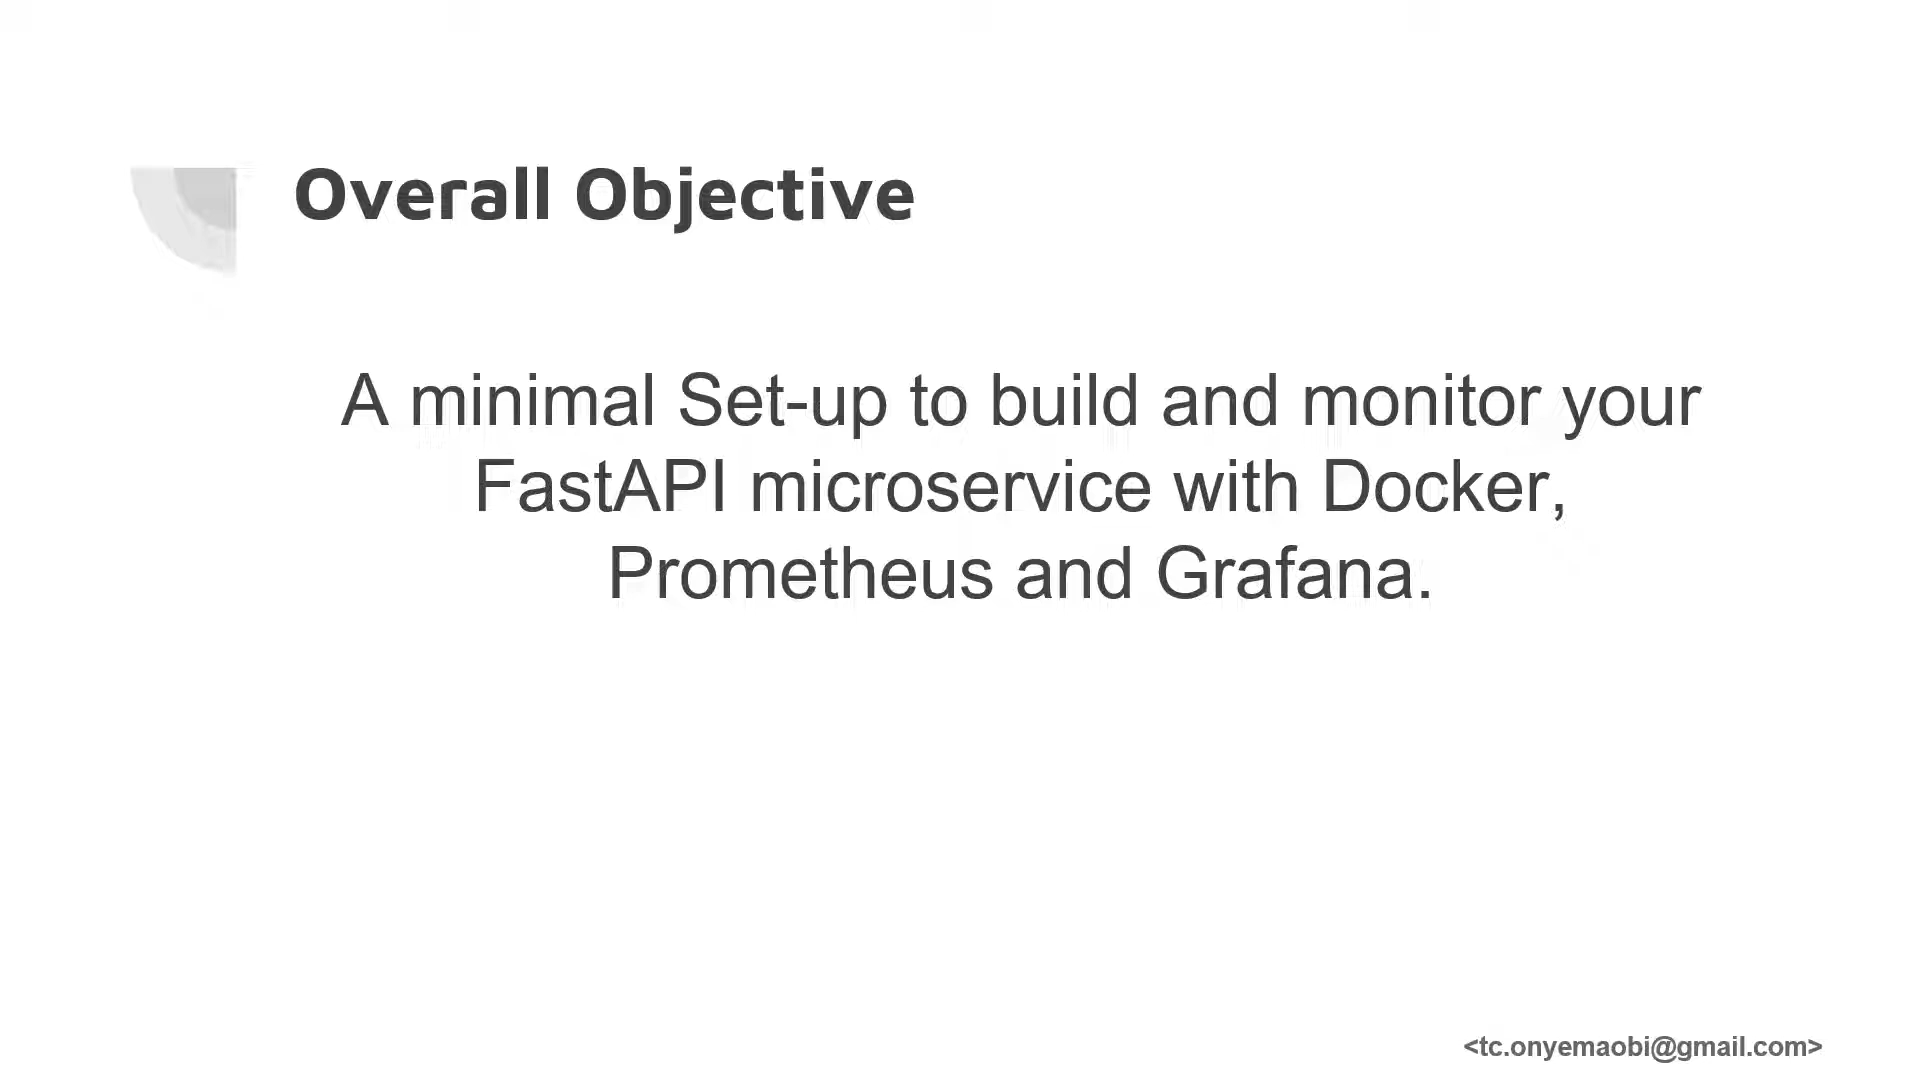 Overall Objective
A minimal Set-up to build and monitor your
FastAPI microservice with Docker,
Prometheus and Grafana.
<tc.onyemaobi@gmail.com>